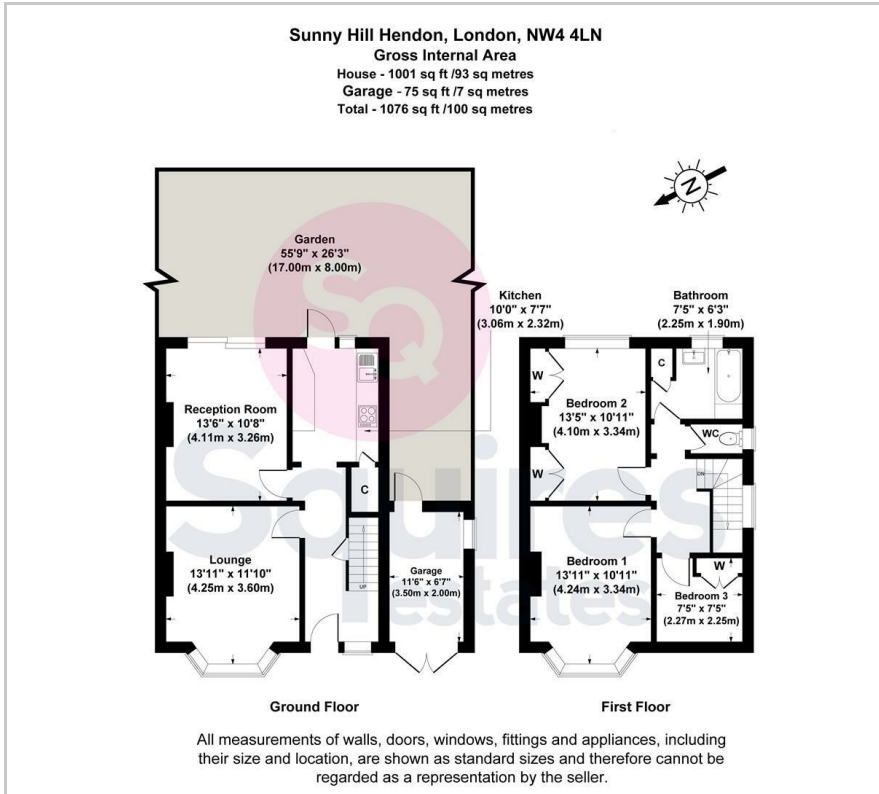 Sunny Hill Hendon, London, NW4 4LN
Gross Internal Area
House - 1001 sq ft /93 sq metres
Garage - 75 sq ft /7 sq metres
Total - 1076 sq ft /100 sq metres
N
Garden
55'9" x 26'3"
(17.00m x 8.00m)
SQ
Kitchen
10'0" x 7'7"
(3.06m x 2.32m)
Bathroom
7'5" x 6'3"
(2.25m x 1.90m)
Reception Room
13'6" x 10'8"
(4.11m x 3.26m)
W
Bedroom 2
13'5" x 10'11"
(4.10m x 3.34m)
W
C
WC
DN
C
Squires
estates
Lounge
13'11" x 11'10"
(4.25m x 3.60m)
UP
Garage
11'6" x 6'7"
(3.50m x 2.00m)
Bedroom 1
13'11" x 10'11"
(4.24m x 3.34m)
W
Bedroom 3
7'5" x 7'5"
(2.27m x 2.25m)
Ground Floor
First Floor
All measurements of walls, doors, windows, fittings and appliances, including
their size and location, are shown as standard sizes and therefore cannot be
regarded as a representation by the seller.